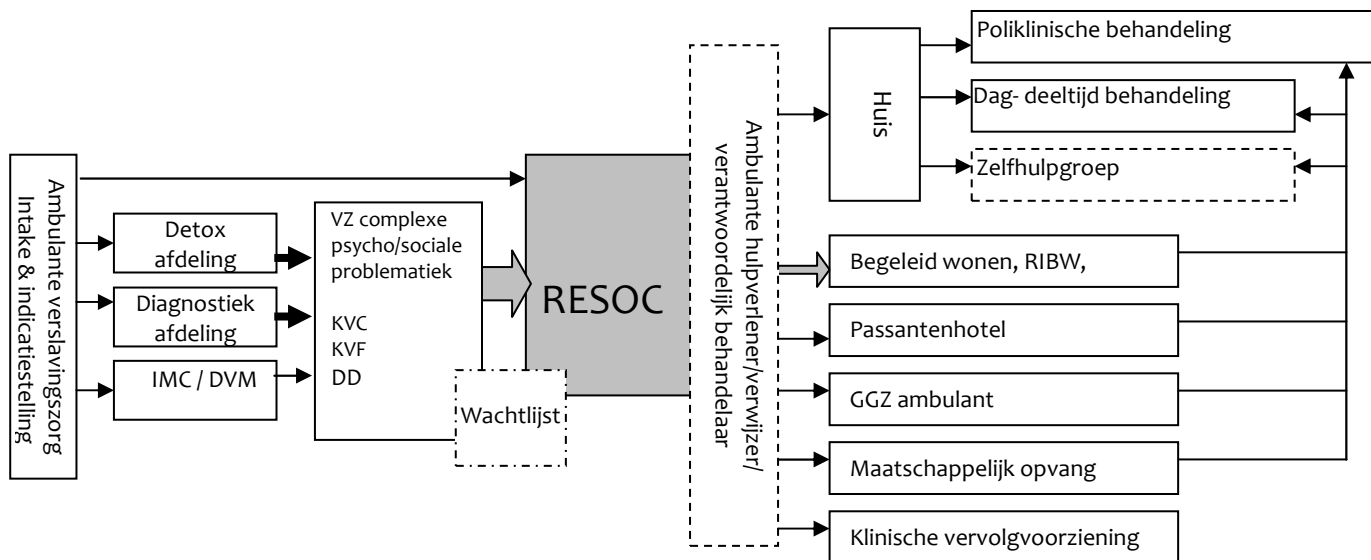 Ambulante verslavingszorg
Intake & indicatiestelling
Detox
afdeling
Diagnostiek
afdeling
IMC / DVM
VZ complexe
psycho/sociale
problematiek
KVC
KVF
DD
Wachtlijst
RESOC
Ambulante hulpverlener/verwijzer/
verantwoordelijk behandelaar
Huis
Poliklinische behandeling
Dag- deeltijd behandeling
Zelfhulpgroep
Begeleid wonen, RIBW,
Passantenhotel
GGZ ambulant
Maatschappelijk opvang
Klinische vervolgvoorziening